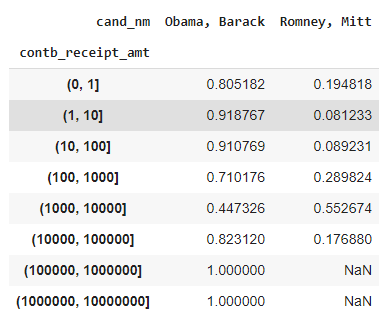 cand_nm Obama, Barack Romney, Mitt
contb_receipt_amt
(0, 1] 0.805182 0.194818
(1, 10] 0.918767 0.081233
(10, 100] 0.910769 0.089231
(100, 1000] 0.710176 0.289824
(1000, 10000] 0.447326 0.552674
(10000, 100000] 0.823120 0.176880
(100000, 1000000] 1.000000 NaN
(1000000, 10000000] 1.000000 NaN